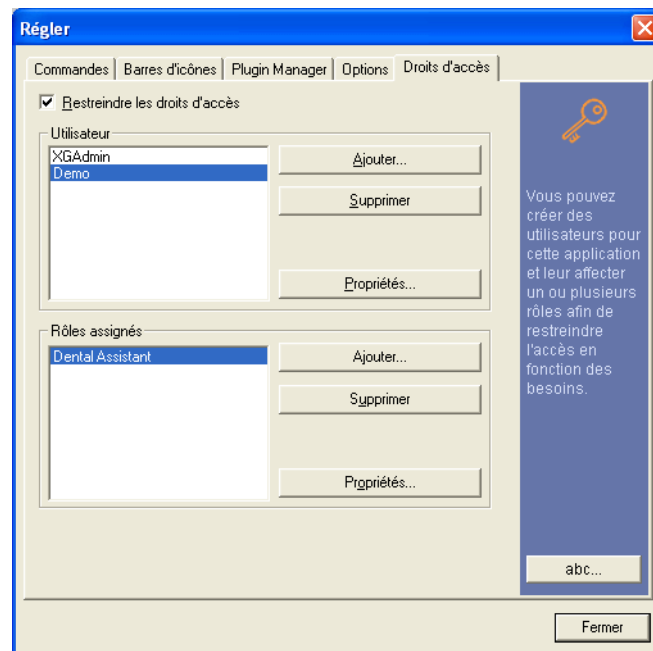 Régler
Commandes Barres d'icônes Plugin Manager Options Droits d'accès
Restreindre les droits d'accès
Utilisateur
XGAdmin
Demo
Ajouter...
Supprimer
Propriétés...
Rôles assignés
Dental Assistant
Ajouter...
Supprimer
Propriétés...
Vous pouvez
créer des
utilisateurs pour
cette application
et leur affecter
un ou plusieurs
rôles afin de
restreindre
l'accès en
fonction des
besoins.
abc...
Fermer